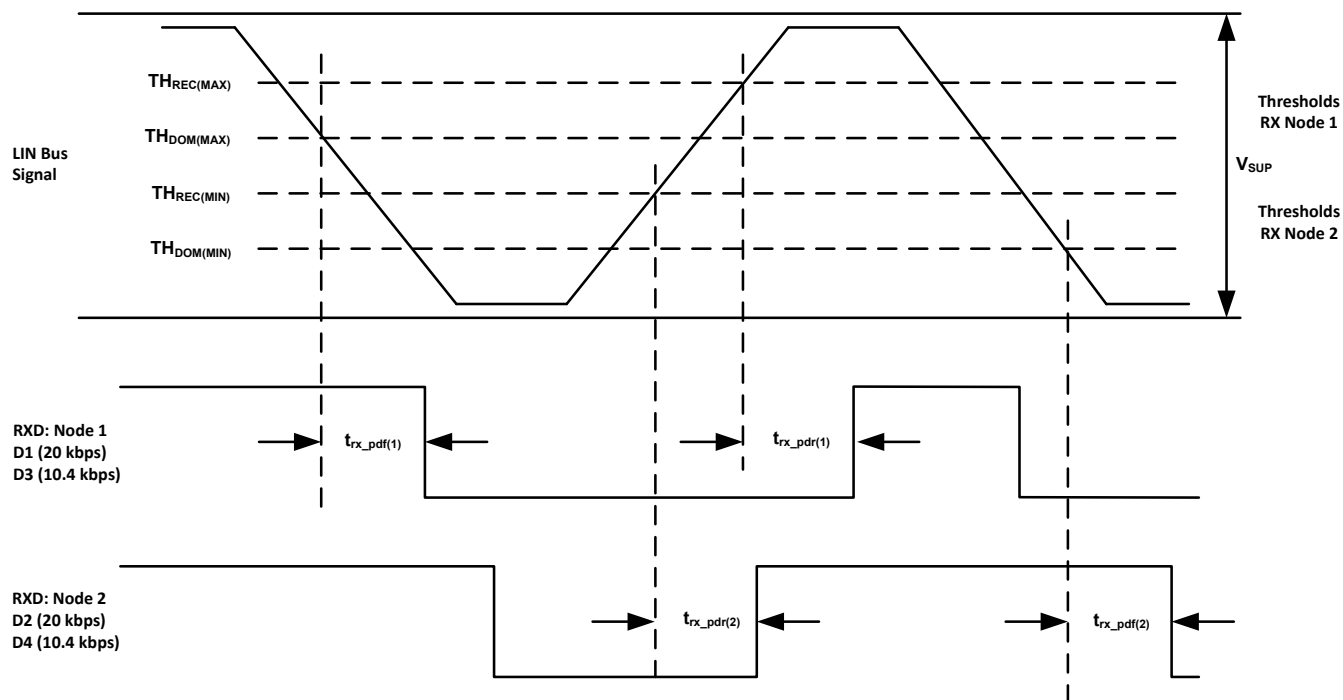 TH_REC(MAX)
TH_DOM(MAX)
TH_REC(MIN)
TH_DOM(MIN)
LIN Bus
Signal
V_SUP
Thresholds
RX Node 1
Thresholds
RX Node 2
RXD: Node 1
D1 (20 kbps)
D3 (10.4 kbps)
t_rx_pdf(1)
t_rx_pdr(1)
RXD: Node 2
D2 (20 kbps)
D4 (10.4 kbps)
t_rx_pdr(2)
t_rx_pdf(2)